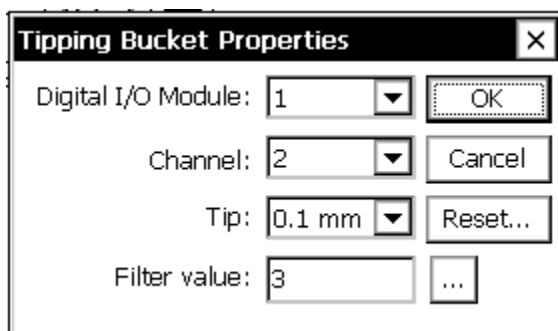 Tipping Bucket Properties
Digital I/O Module: 1 OK
Channel: 2 Cancel
Tip: 0.1 mm Reset...
Filter value: 3 ...